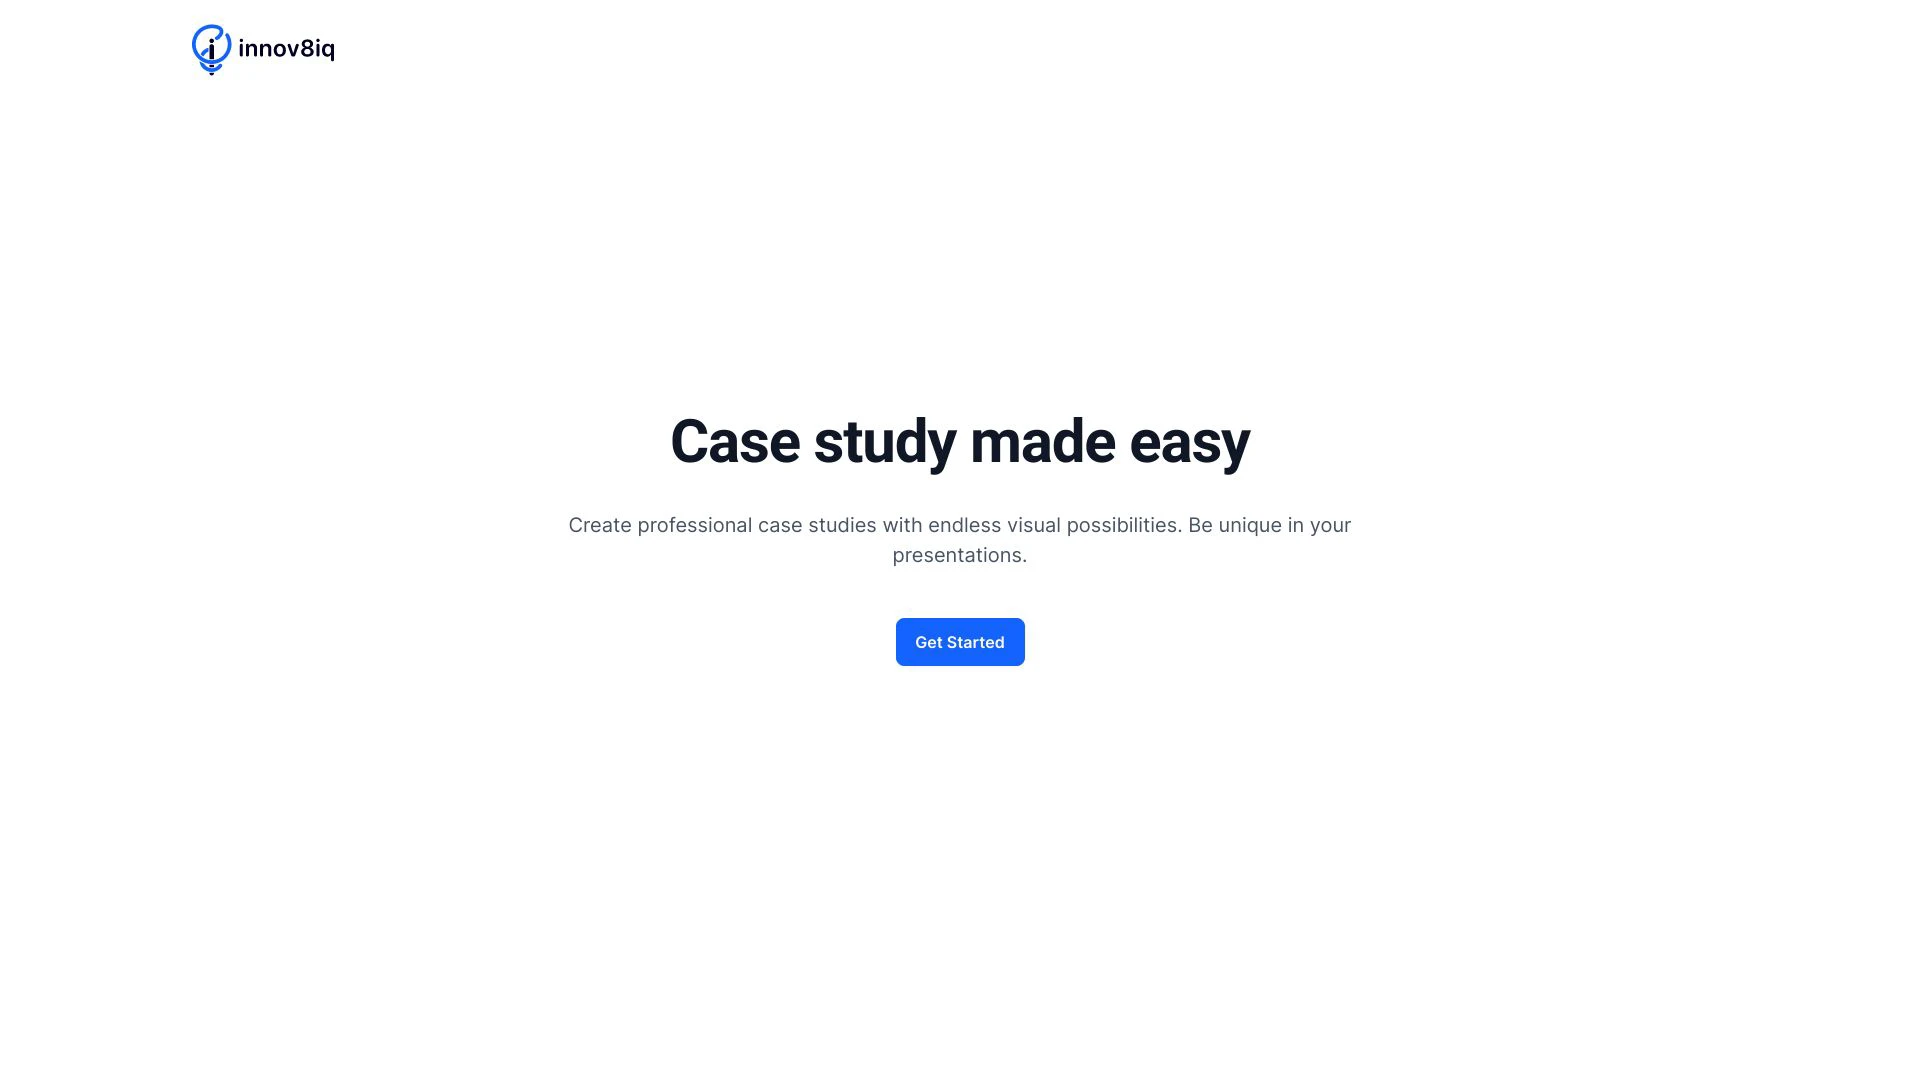 innov8iq
Case study made easy
Create professional case studies with endless visual possibilities. Be unique in your
presentations.
Get Started